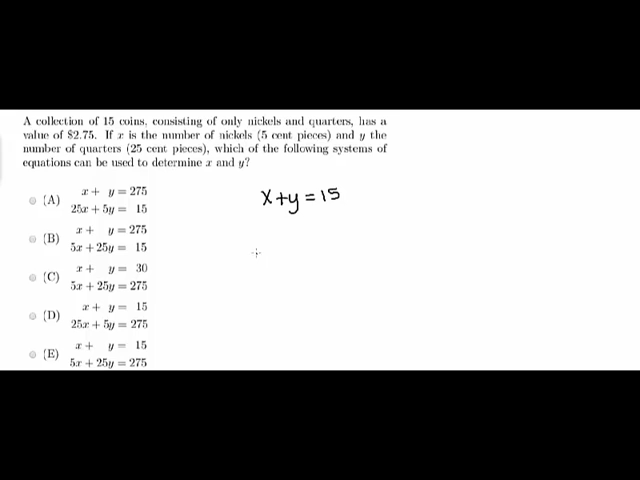 A collection of 15 coins, consisting of only nickels and quarters, has a
value of $2.75. If x is the number of nickels (5 cent pieces) and y the
number of quarters (25 cent pieces), which of the following systems of
equations can be used to determine x and y?
(A) x + y = 275
25x + 5y = 15
(B) x + y = 275
5x + 25y = 15
(C) x + y = 30
5x + 25y = 275
(D) x + y = 15
25x + 5y = 275
(E) x + y = 15
5x + 25y = 275
x+y=15